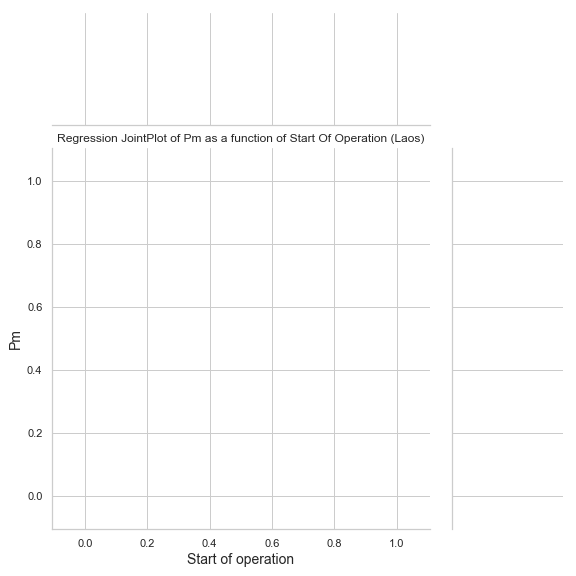 Regression JointPlot of Pm as a function of Start Of Operation (Laos)
1.0
0.8
0.6
0.4
0.2
0.0
Pm
0.0 0.2 0.4 0.6 0.8 1.0
Start of operation